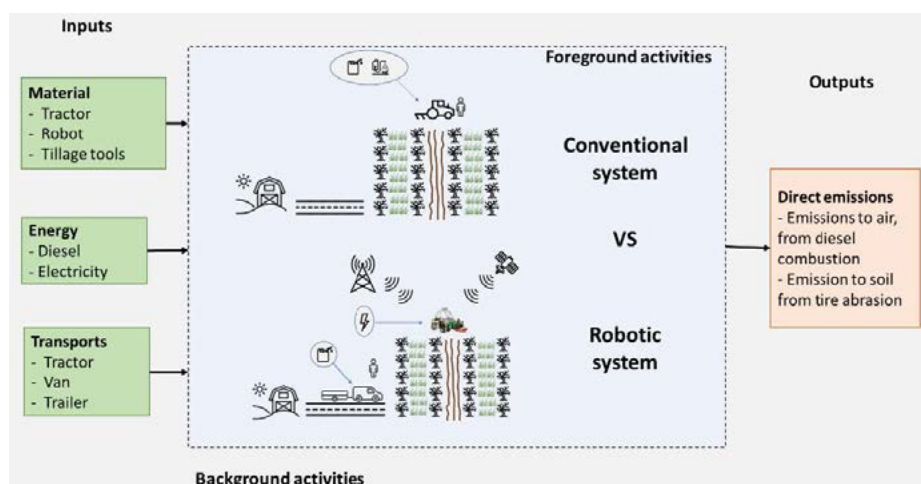 Inputs
Foreground activities
Outputs
Material
- Tractor
- Robot
- Tillage tools
Conventional
system
VS
Energy
- Diesel
- Electricity
Direct emissions
- Emissions to air,
from diesel
combustion
- Emission to soil
from tire abrasion
Transports
- Tractor
- Van
- Trailer
Robotic
system
Background activities